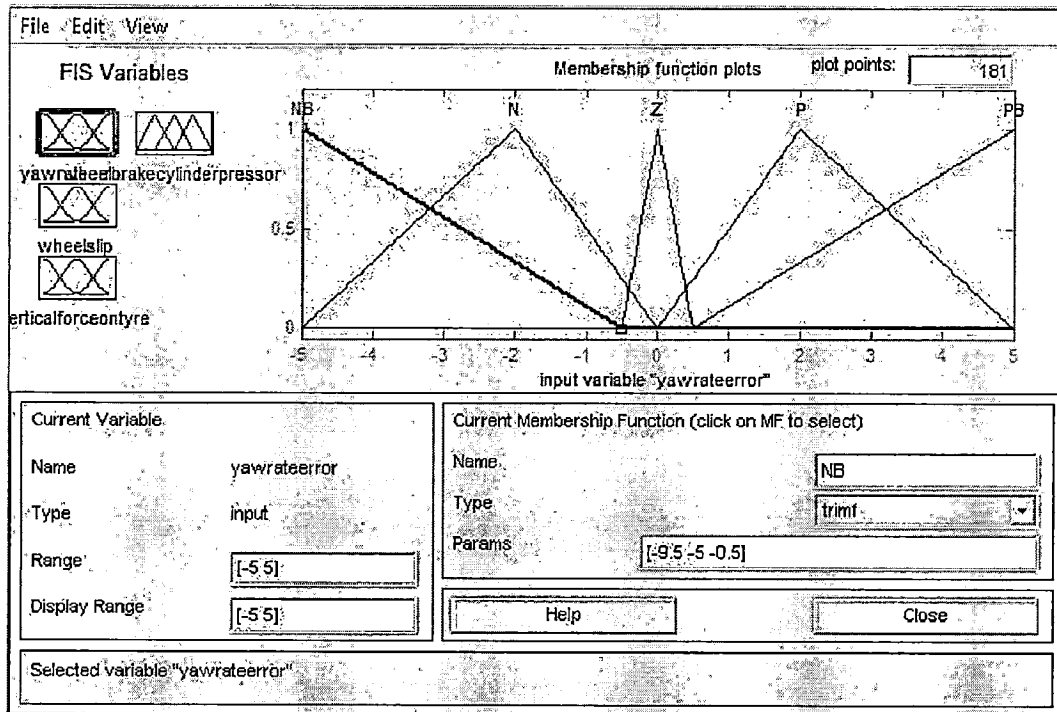 File Edit View
FIS Variables
Membership function plots
plot points: 181
NB N Z P PB
1
0.5
0
-5 -4 -3 -2 -1 0 1 2 3 4 5
input variable "yawrateerror"
wheelslip
erticalforceontyre
Current Variable
Name yawrateerror
Type input
Range [-5 5]
Display Range [-5 5]
Current Membership Function (click on MF to select)
Name NB
Type trimf
Params [-9.5 -5 -0.5]
Help Close
Selected variable "yawrateerror"